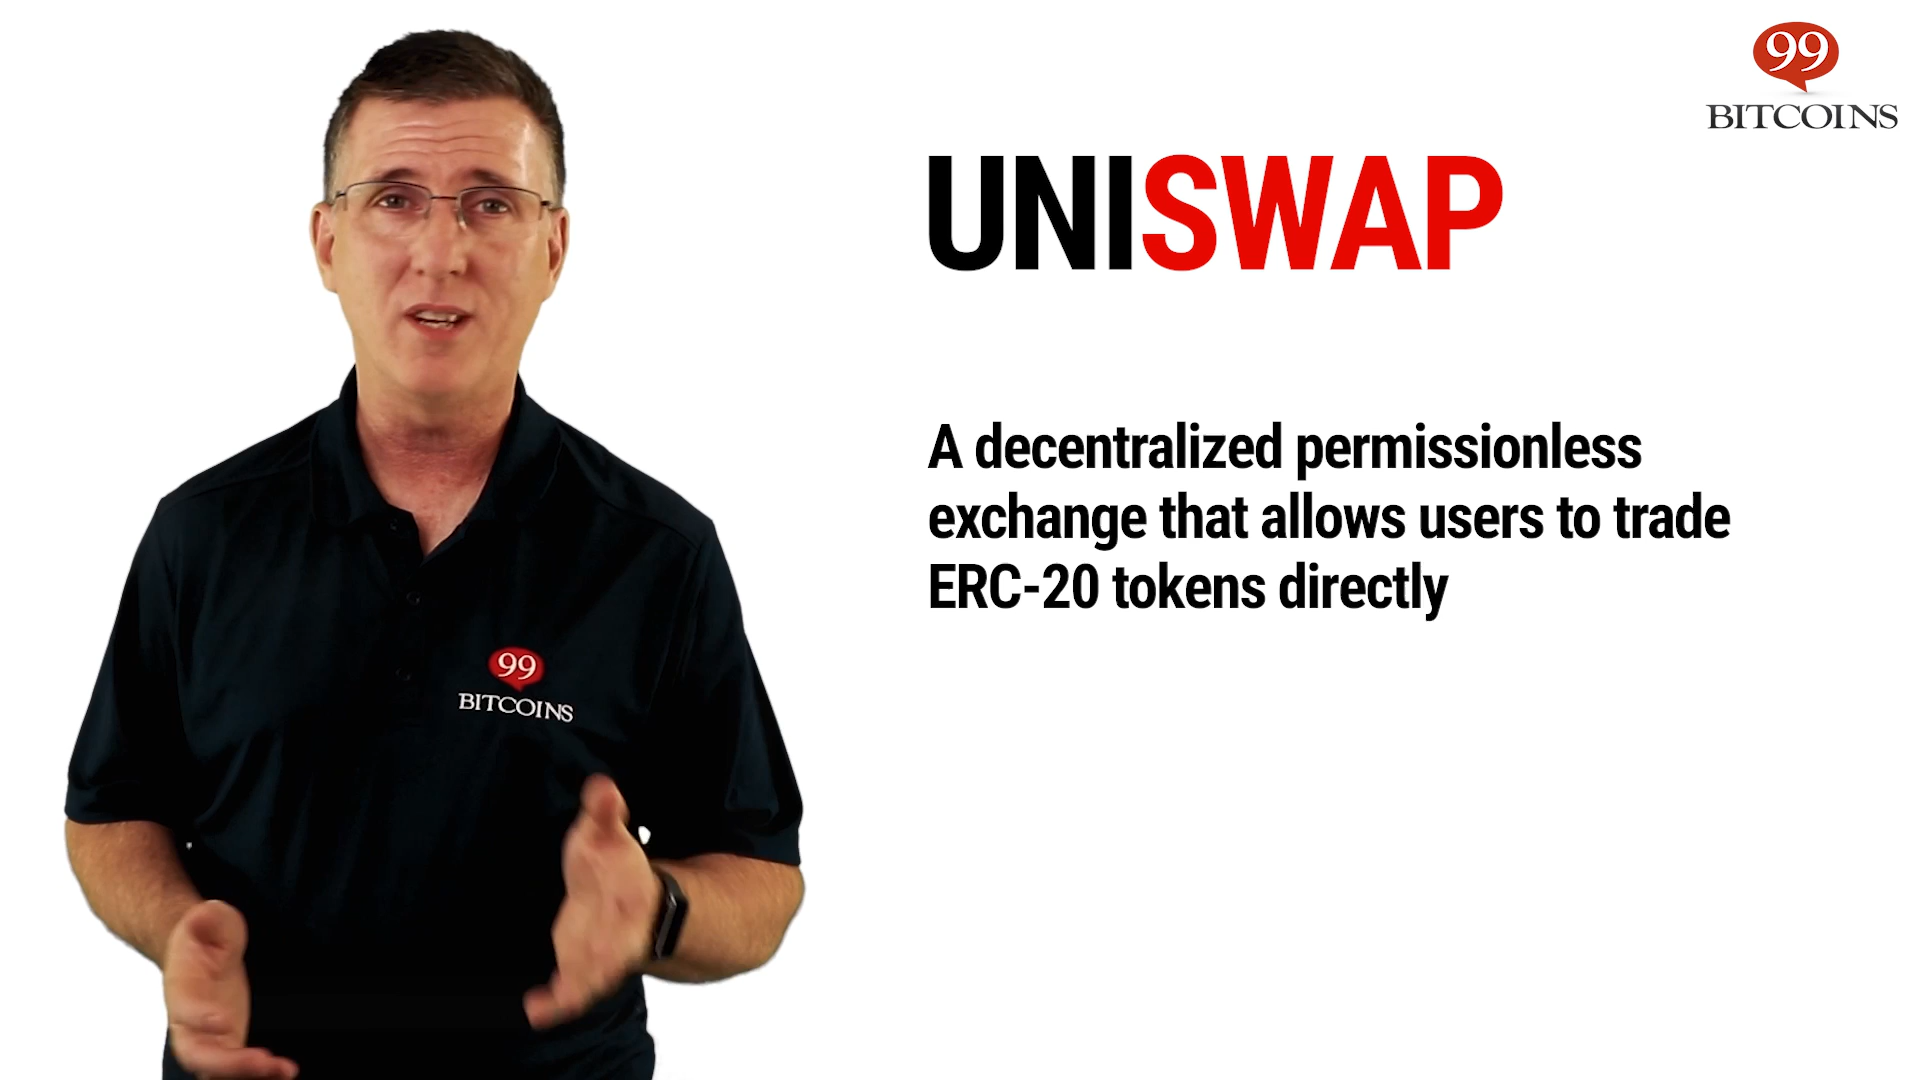 99
BITCOINS
UNISWAP
A decentralized permissionless
exchange that allows users to trade
ERC-20 tokens directly
99
BITCOINS